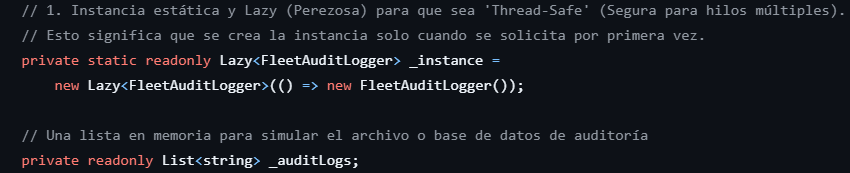 // 1. Instancia estática y Lazy (Perezosa) para que sea 'Thread-Safe' (Segura para hilos múltiples).
// Esto significa que se crea la instancia solo cuando se solicita por primera vez.
private static readonly Lazy<FleetAuditLogger> _instance =
    new Lazy<FleetAuditLogger>(() => new FleetAuditLogger());
// Una lista en memoria para simular el archivo o base de datos de auditoría
private readonly List<string> _auditLogs;